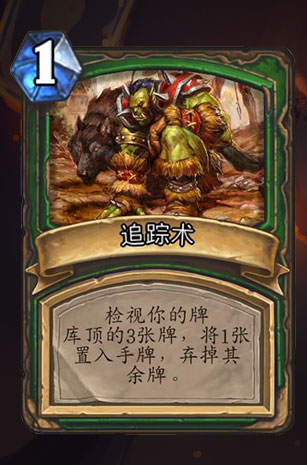 1
追踪术
检视你的牌
库顶的3张牌，将1张
置入手牌，弃掉其
余牌。